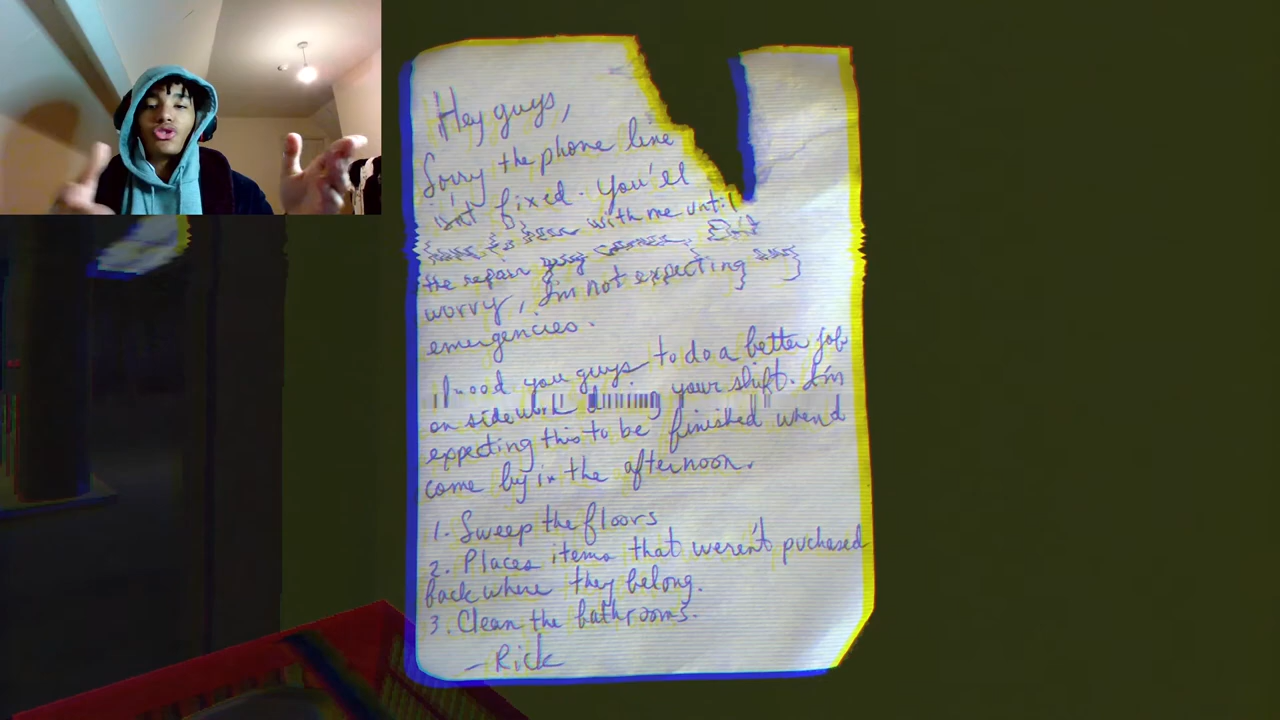 Hey guys,
Sorry the phone line
isn't fixed. You'll
with me until
the repair
worry, I'm not expecting
emergencies.
I need you guys to do a better job
on sidework during your shift. I'm
expecting this to be finished when I
come by in the afternoon.
1. Sweep the floors
2. Places items that weren't puchased
back where they belong.
3. Clean the bathrooms.
- Rick